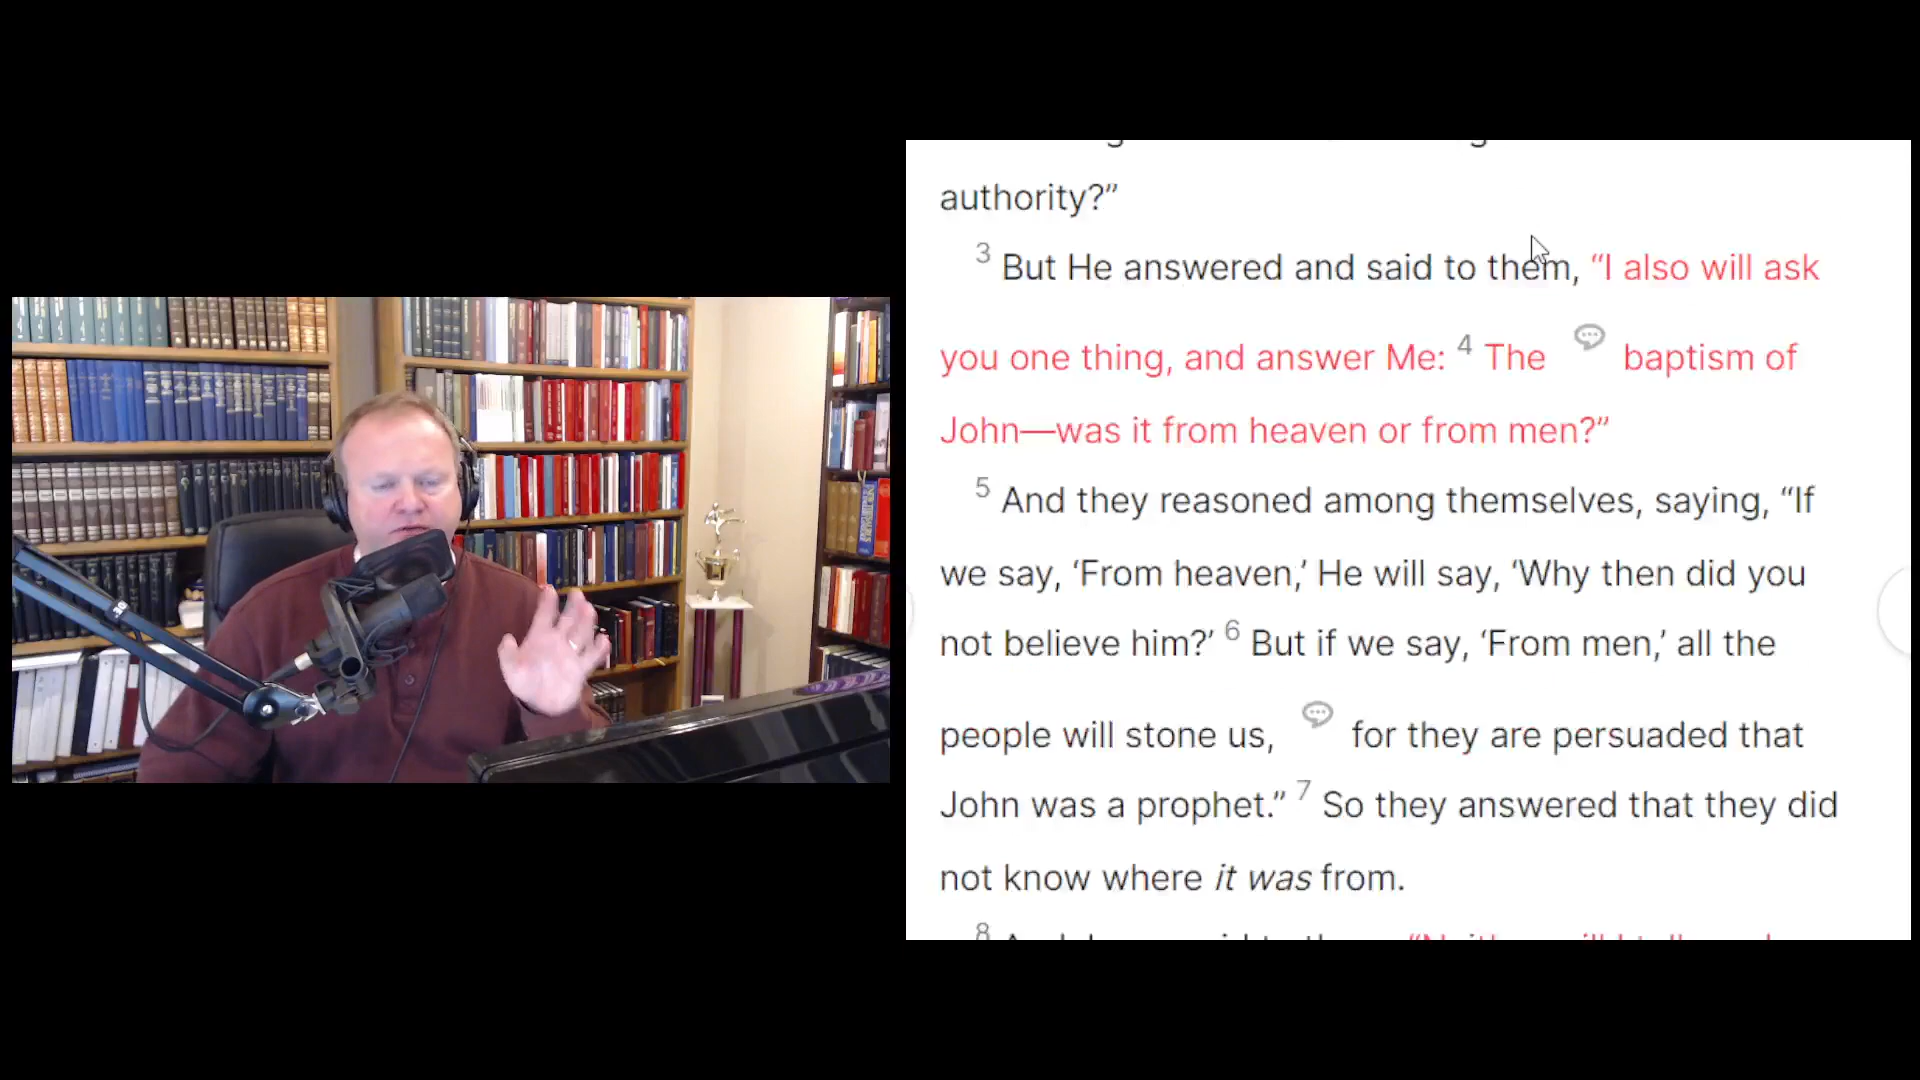 authority?”
3 But He answered and said to them, “I also will ask
you one thing, and answer Me: 4 The baptism of
John—was it from heaven or from men?”
5 And they reasoned among themselves, saying, “If
we say, ‘From heaven,’ He will say, ‘Why then did you
not believe him?’ 6 But if we say, ‘From men,’ all the
people will stone us, for they are persuaded that
John was a prophet.” 7 So they answered that they did
not know where it was from.
8